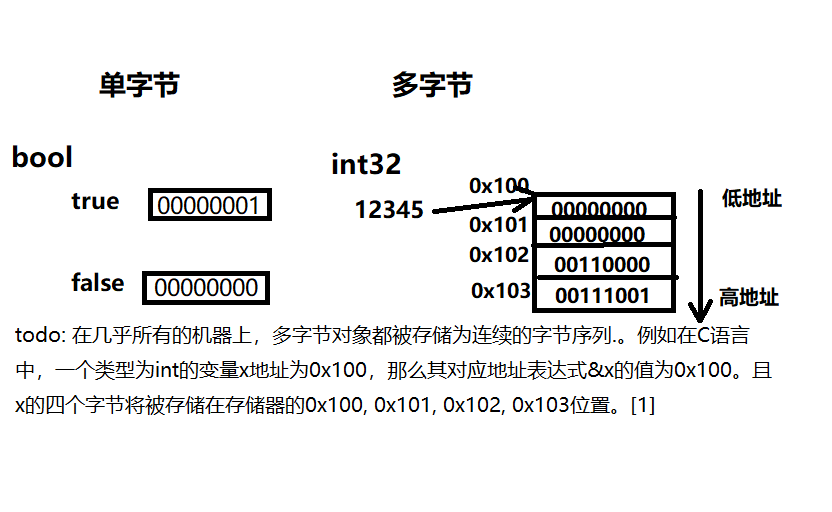 单字节 多字节
bool
int32
true 00000001
12345
false 00000000
0x100 00000000
0x101 00000000
0x102 00110000
0x103 00111001
低地址
高地址
todo: 在几乎所有的机器上，多字节对象都被存储为连续的字节序列.。例如在C语言
中，一个类型为int的变量x地址为0x100，那么其对应地址表达式&x的值为0x100。且
x的四个字节将被存储在存储器的0x100, 0x101, 0x102, 0x103位置。[1]